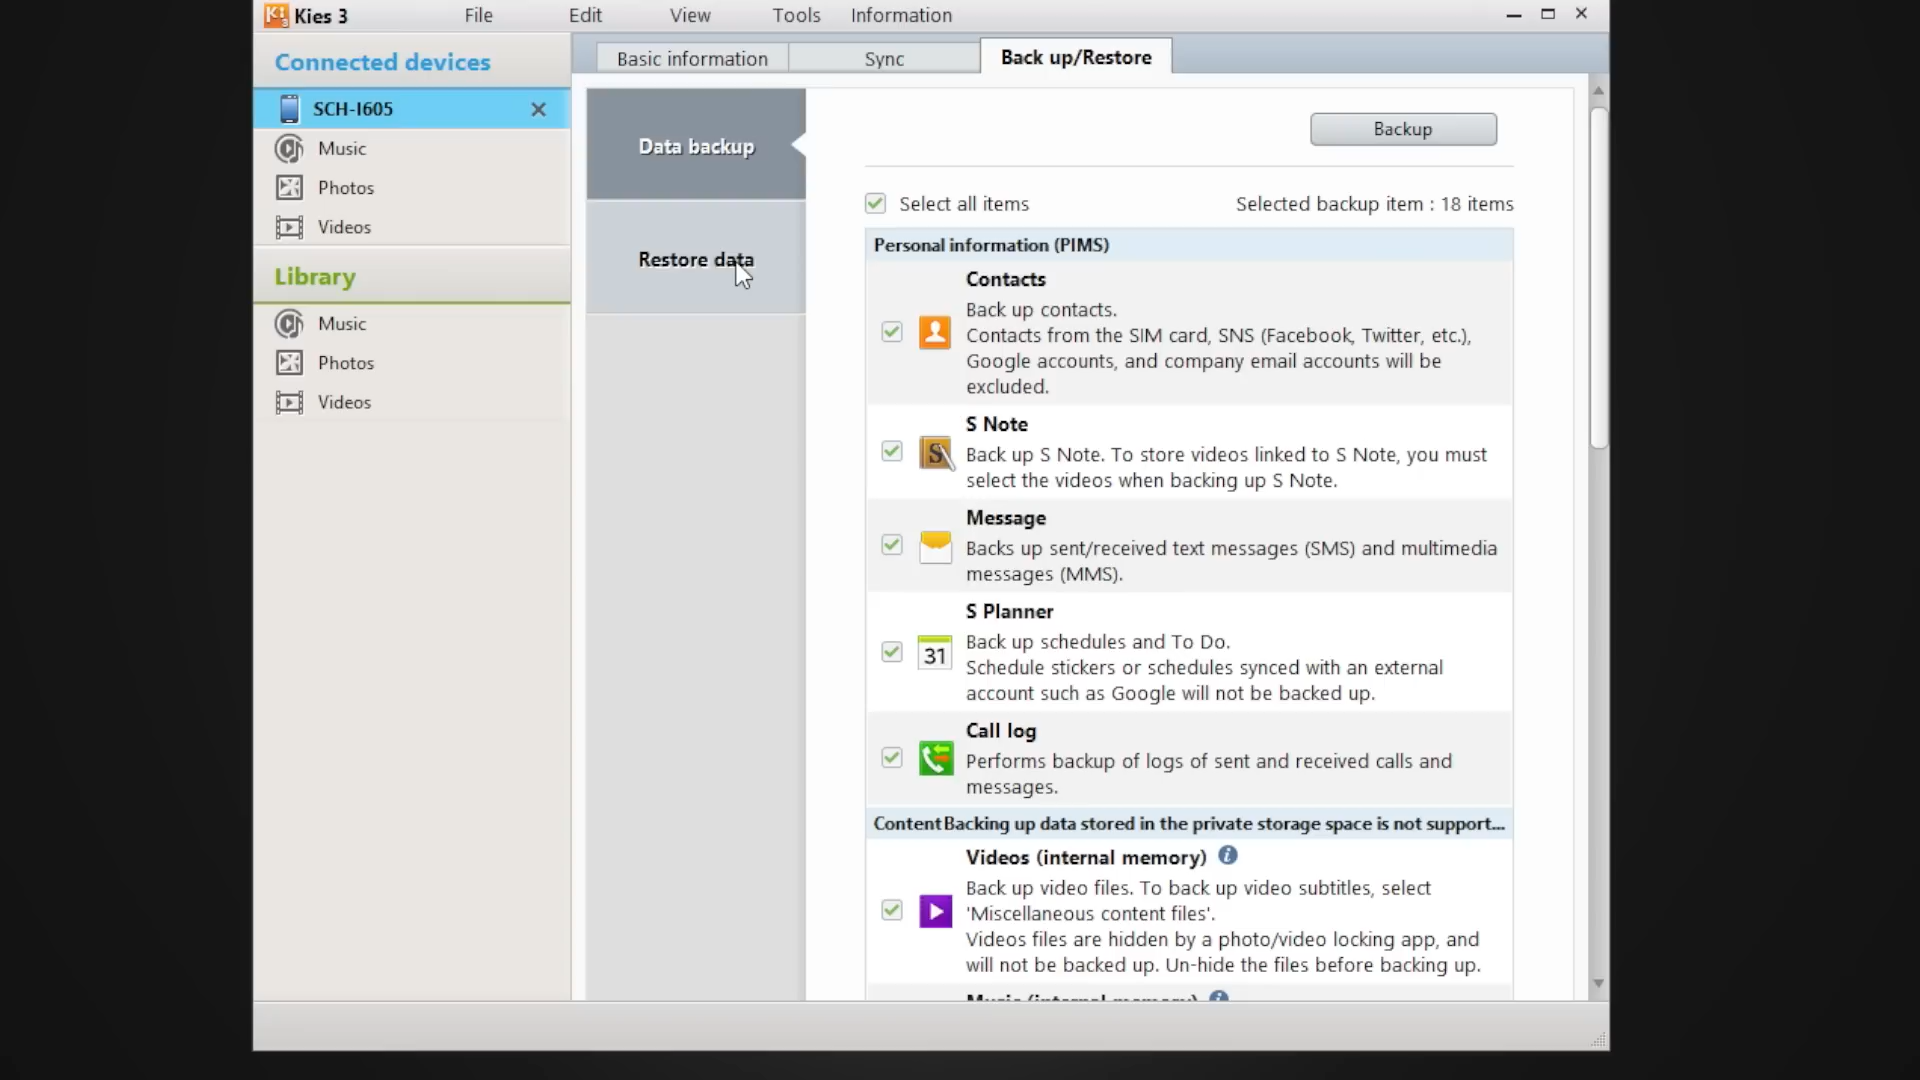 Kies 3
File Edit View Tools Information
Connected devices
SCH-I605
Music
Photos
Videos
Library
Music
Photos
Videos
Basic information Sync Back up/Restore
Data backup
Restore data
Backup
Select all items Selected backup item : 18 items
Personal information (PIMS)
Contacts
Back up contacts.
Contacts from the SIM card, SNS (Facebook, Twitter, etc.),
Google accounts, and company email accounts will be
excluded.
S Note
Back up S Note. To store videos linked to S Note, you must
select the videos when backing up S Note.
Message
Backs up sent/received text messages (SMS) and multimedia
messages (MMS).
S Planner
31
Back up schedules and To Do.
Schedule stickers or schedules synced with an external
account such as Google will not be backed up.
Call log
Performs backup of logs of sent and received calls and
messages.
Content Backing up data stored in the private storage space is not support...
Videos (internal memory)
Back up video files. To back up video subtitles, select
'Miscellaneous content files'.
Videos files are hidden by a photo/video locking app, and
will not be backed up. Un-hide the files before backing up.
Music (internal memory)